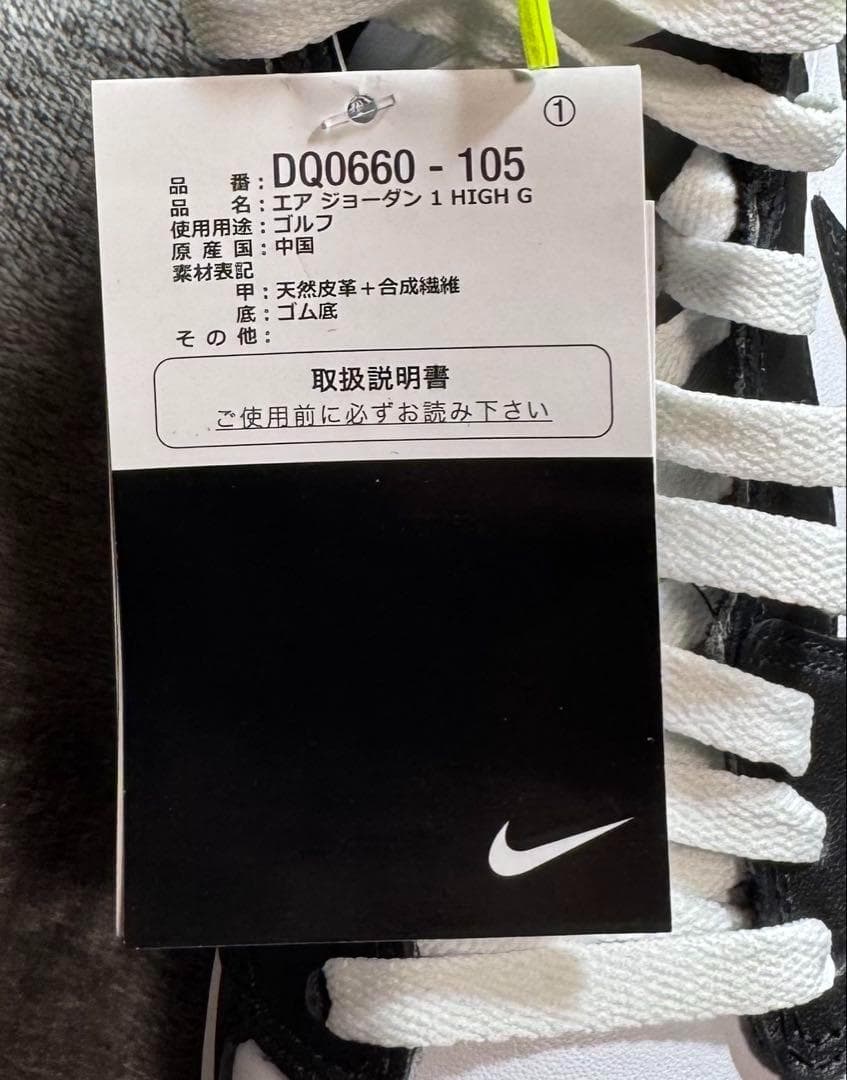 ①
品 番：DQ0660 - 105
品 名：エア ジョーダン 1 HIGH G
使用用途：ゴルフ
原 産 国：中国
素材表記
甲：天然皮革＋合成繊維
底：ゴム底
そ の 他：
取扱説明書
ご使用前に必ずお読み下さい